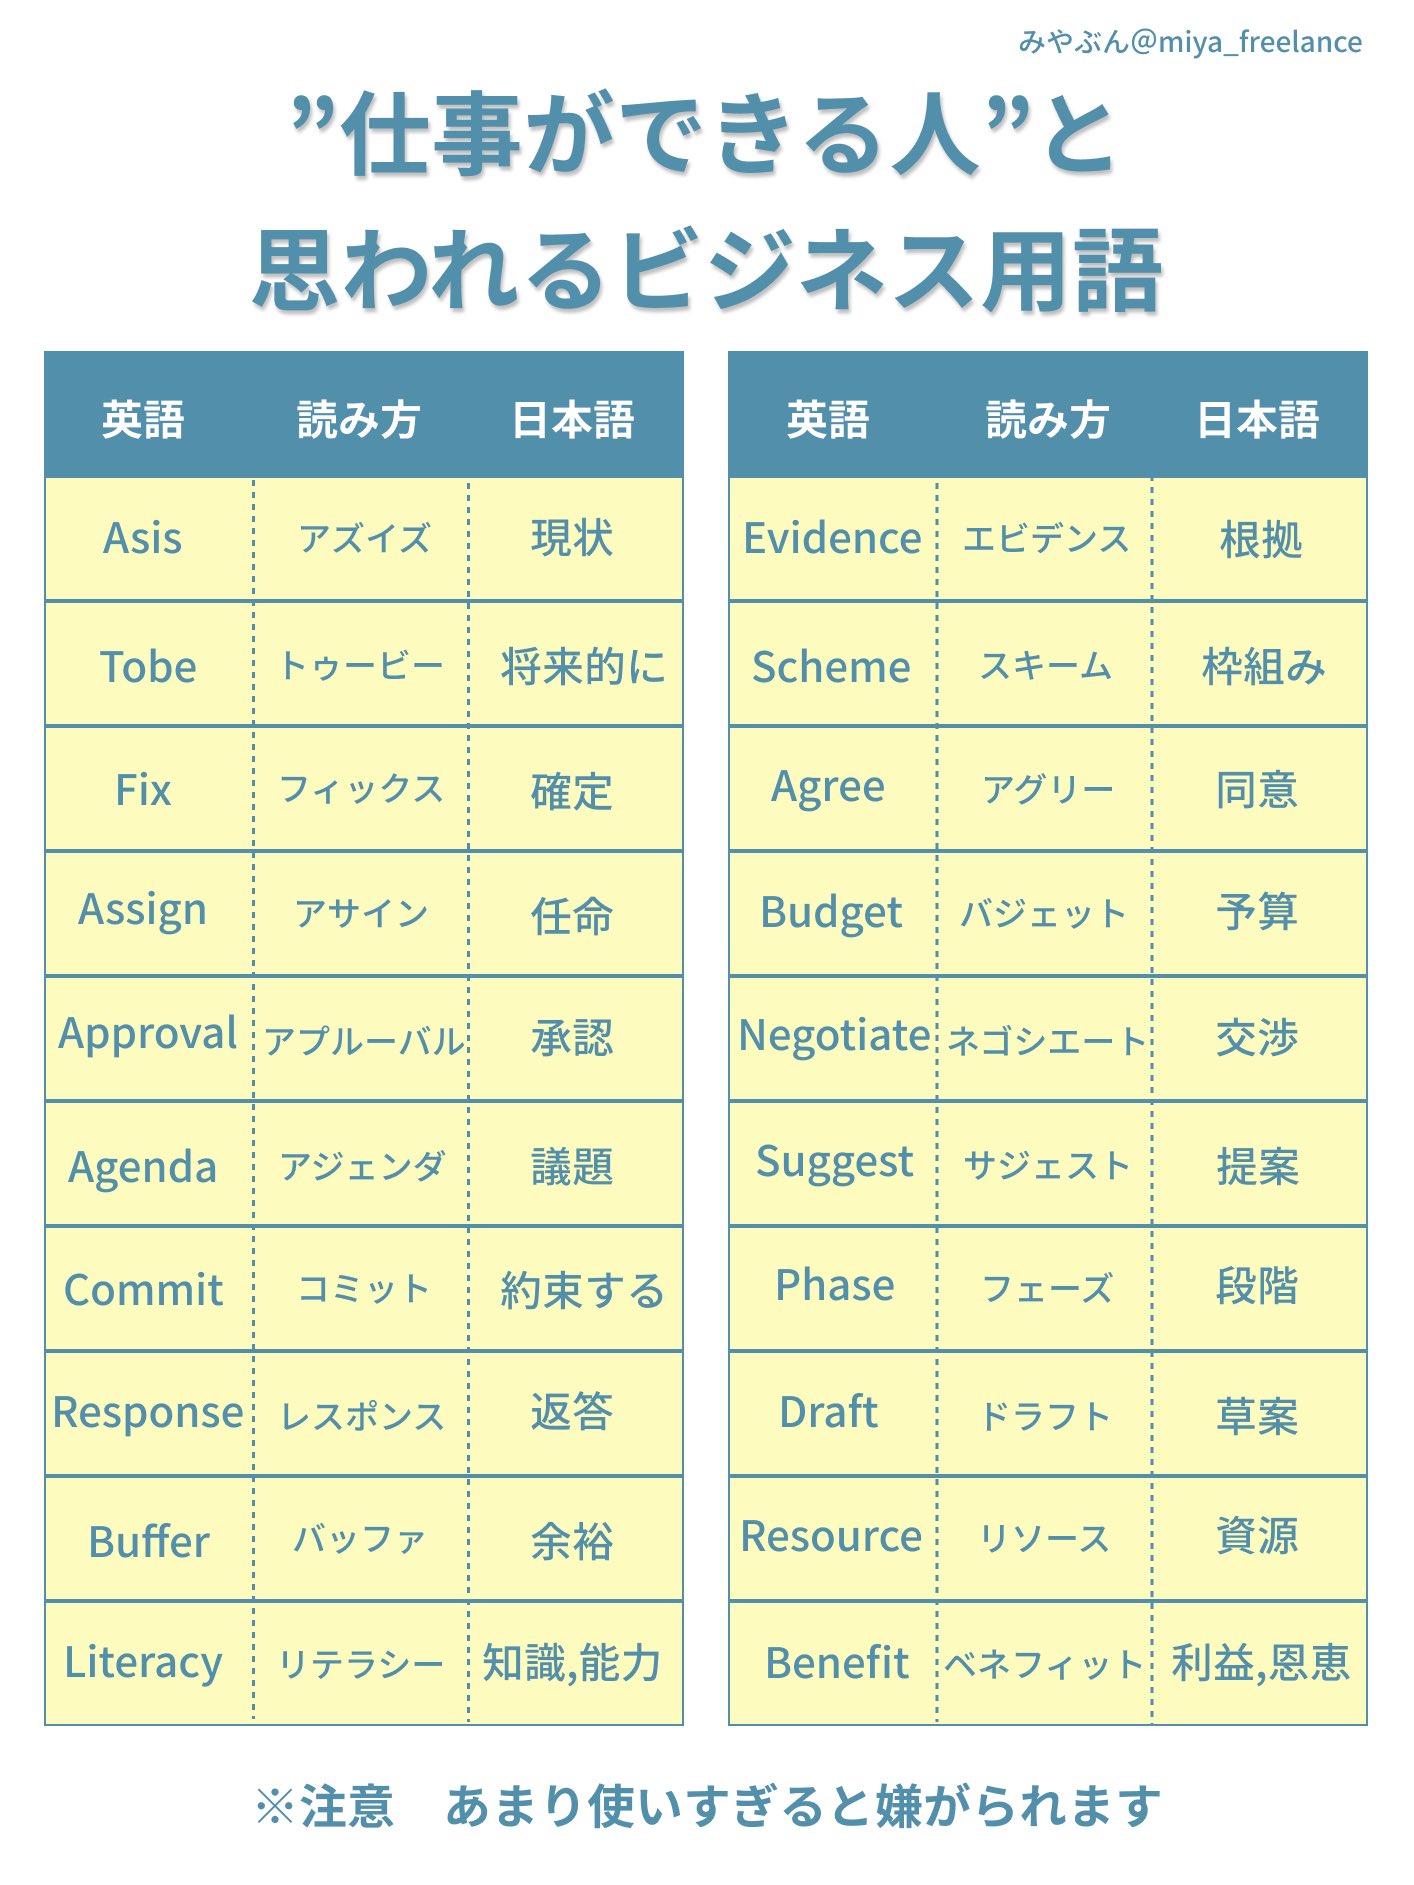 みやぶん@miya_freelance
”仕事ができる人”と
思われるビジネス用語
英語 読み方 日本語
Asis アズイズ 現状
Tobe トゥービー 将来的に
Fix フィックス 確定
Assign アサイン 任命
Approval アプルーバル 承認
Agenda アジェンダ 議題
Commit コミット 約束する
Response レスポンス 返答
Buffer バッファ 余裕
Literacy リテラシー 知識,能力
英語 読み方 日本語
Evidence エビデンス 根拠
Scheme スキーム 枠組み
Agree アグリー 同意
Budget バジェット 予算
Negotiate ネゴシエート 交渉
Suggest サジェスト 提案
Phase フェーズ 段階
Draft ドラフト 草案
Resource リソース 資源
Benefit ベネフィット 利益,恩恵
※注意　あまり使いすぎると嫌がられます